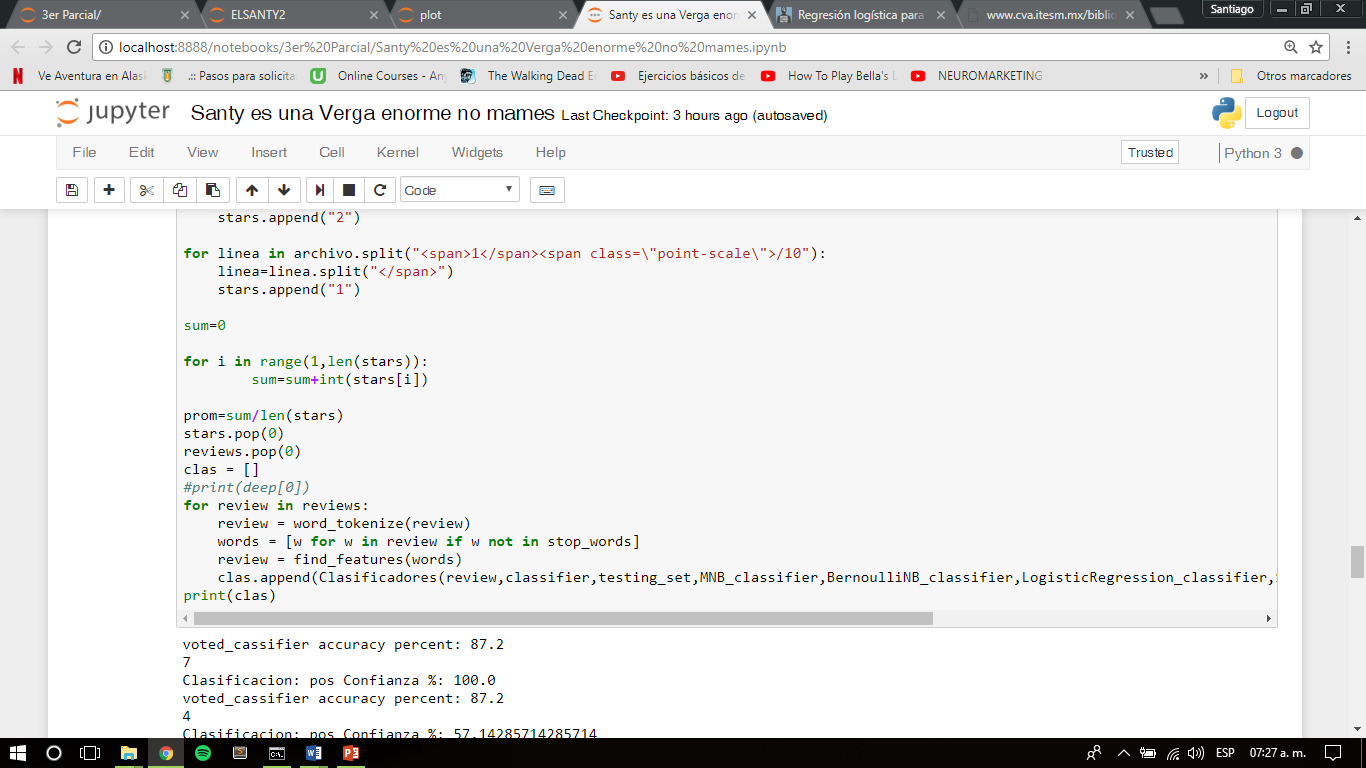 3er Parcial/
ELSANTY2
plot
Santy es una Verga enor
Regresión logística para
www.cva.itesm.mx/biblio
Santiago
localhost:8888/notebooks/3er%20Parcial/Santy%20es%20una%20Verga%20enorme%20no%20mames.ipynb
Ve Aventura en Alas
.:: Pasos para solicita
Online Courses - An
The Walking Dead E
Ejercicios básicos de
How To Play Bella's L
NEUROMARKETING
»
Otros marcadores
jupyter
Santy es una Verga enorme no mames Last Checkpoint: 3 hours ago (autosaved)
Logout
File Edit View Insert Cell Kernel Widgets Help
Trusted
Python 3
Code
stars.append("2")
for linea in archivo.split("<span>1</span><span class=\"point-scale\">/10"):
linea=linea.split("</span>")
stars.append("1")
sum=0
for i in range(1,len(stars)):
sum=sum+int(stars[i])
prom=sum/len(stars)
stars.pop(0)
reviews.pop(0)
clas = []
#print(deep[0])
for review in reviews:
review = word_tokenize(review)
words = [w for w in review if w not in stop_words]
review = find_features(words)
clas.append(Clasificadores(review,classifier,testing_set,MNB_classifier,BernoulliNB_classifier,LogisticRegression_classifier,
print(clas)
voted_cassifier accuracy percent: 87.2
7
Clasificacion: pos Confianza %: 100.0
voted_cassifier accuracy percent: 87.2
4
Clasificacion: pos Confianza %: 57.14285714285714
ESP
07:27 a. m.